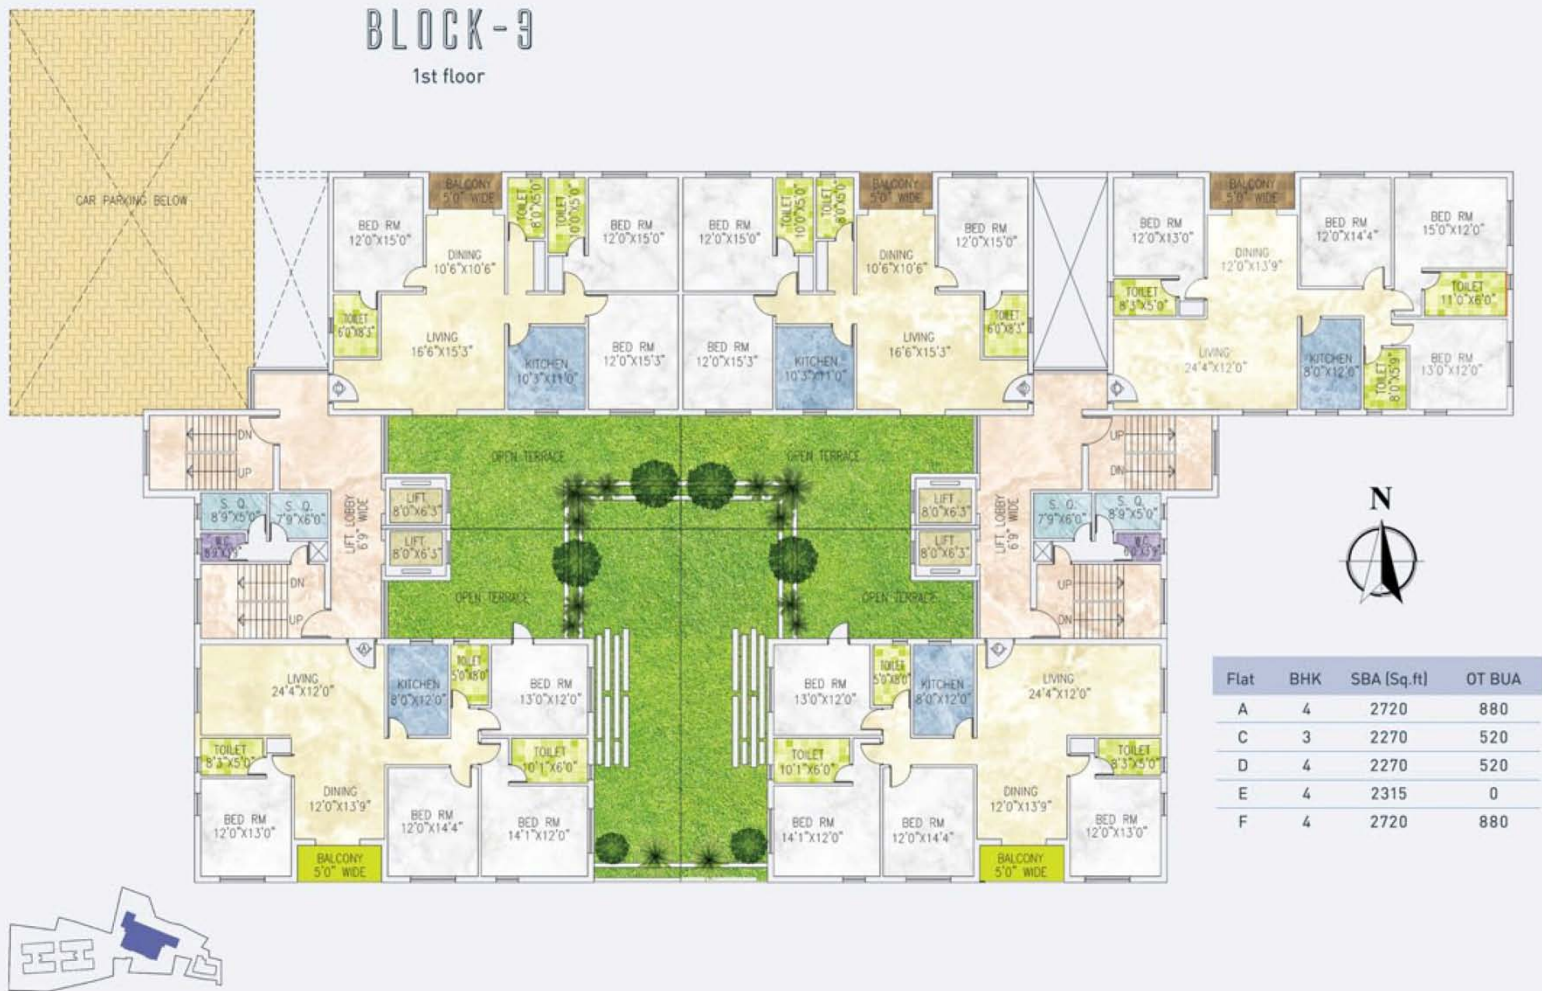 BLOCK-3
1st floor
CAR PARKING BELOW
BED RM
12'0"X15'0"
BALCONY
5'0" WIDE
TOILET
8'0"X5'0"
TOILET
10'0"X5'0"
BED RM
12'0"X15'0"
BED RM
12'0"X15'0"
TOILET
10'0"X5'0"
TOILET
8'0"X5'0"
BALCONY
5'0" WIDE
BED RM
12'0"X15'0"
BED RM
12'0"X13'0"
BALCONY
5'0" WIDE
BED RM
12'0"X14'4"
BED RM
15'0"X12'0"
DINING
10'6"X10'6"
DINING
10'6"X10'6"
DINING
12'0"X13'9"
TOILET
6'0"X8'3"
LIVING
16'6"X15'3"
KITCHEN
10'3"X11'0"
BED RM
12'0"X15'3"
BED RM
12'0"X15'3"
KITCHEN
10'3"X11'0"
LIVING
16'6"X15'3"
TOILET
6'0"X8'3"
TOILET
8'3"X5'0"
TOILET
11'0"X6'0"
LIVING
24'4"X12'0"
KITCHEN
8'0"X12'0"
TOILET
8'0"X5'9"
BED RM
13'0"X12'0"
DN
UP
OPEN TERRACE
OPEN TERRACE
UP
DN
S. Q.
8'9"X5'0"
S. Q.
7'9"X6'0"
LIFT LOBBY
6'9" WIDE
LIFT
8'0"X6'3"
LIFT
8'0"X6'3"
LIFT LOBBY
6'9" WIDE
S. Q.
7'9"X6'0"
S. Q.
8'9"X5'0"
W.C.
LIFT
8'0"X6'3"
LIFT
8'0"X6'3"
W.C.
DN
UP
OPEN TERRACE
OPEN TERRACE
UP
DN
N
LIVING
24'4"X12'0"
KITCHEN
8'0"X12'0"
TOILET
5'0"X8'0"
BED RM
13'0"X12'0"
BED RM
13'0"X12'0"
TOILET
5'0"X8'0"
KITCHEN
8'0"X12'0"
LIVING
24'4"X12'0"
TOILET
8'3"X5'0"
TOILET
10'1"X6'0"
TOILET
10'1"X6'0"
TOILET
8'3"X5'0"
BED RM
12'0"X13'0"
DINING
12'0"X13'9"
BED RM
12'0"X14'4"
BED RM
14'1"X12'0"
BED RM
14'1"X12'0"
BED RM
12'0"X14'4"
DINING
12'0"X13'9"
BED RM
12'0"X13'0"
BALCONY
5'0" WIDE
BALCONY
5'0" WIDE
Flat BHK SBA (Sq.ft) OT BUA
A 4 2720 880
C 3 2270 520
D 4 2270 520
E 4 2315 0
F 4 2720 880